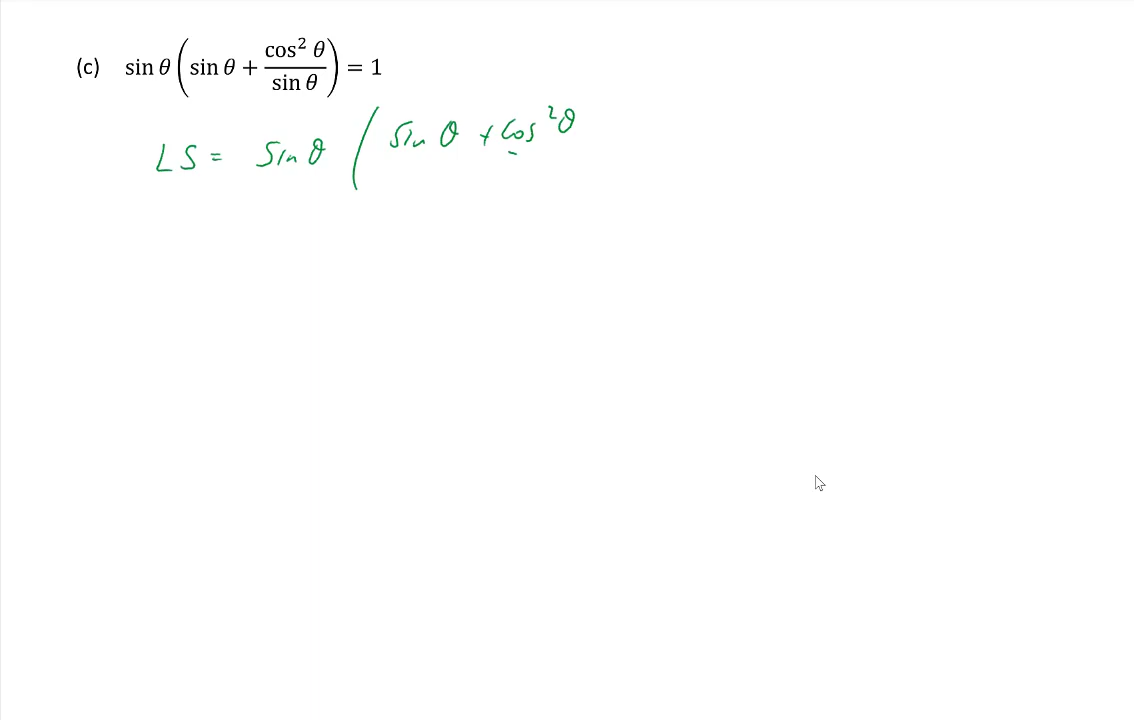 (c) sin θ (sin θ + cos² θ / sin θ) = 1
LS = Sin θ ( Sin θ + Cos²θ